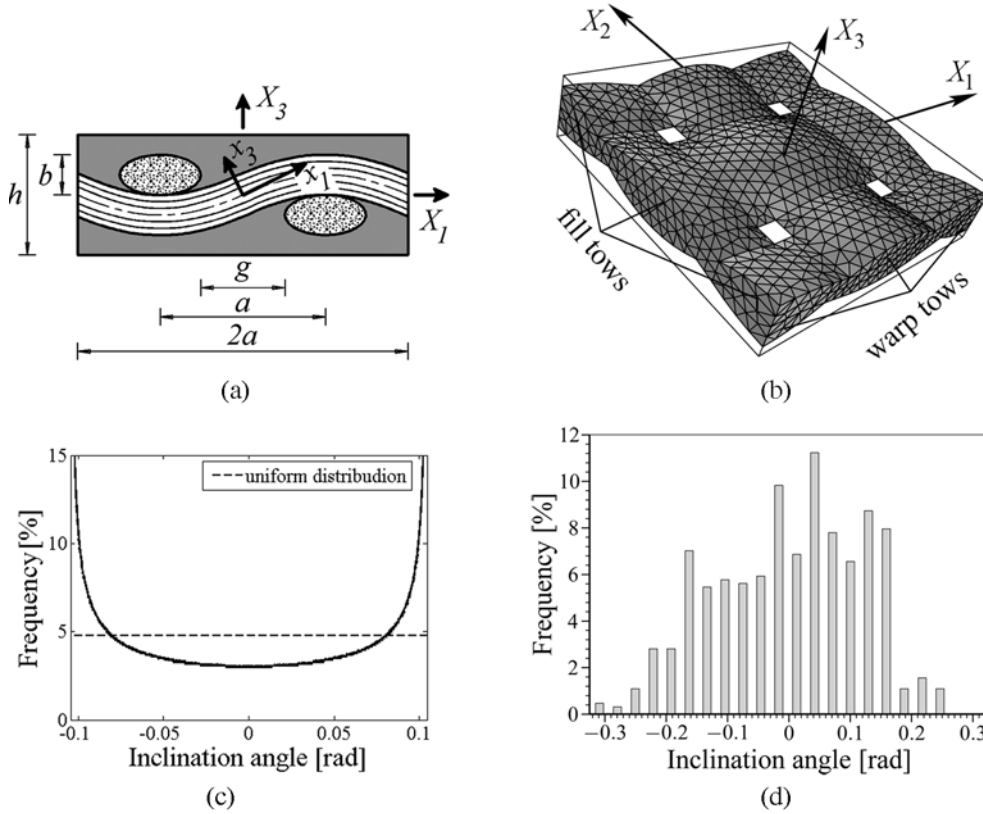 X3
x3
b
h
x1
X1
g
a
2a
(a)
X2
X3
X1
fill tows
warp tows
(b)
15
uniform distribudion
10
Frequency [%]
5
0
-0.1
-0.05
0
0.05
0.1
Inclination angle [rad]
(c)
12
10
8
Frequency [%]
6
4
2
0
−0.3
−0.2
−0.1
0
0.1
0.2
0.3
Inclination angle [rad]
(d)